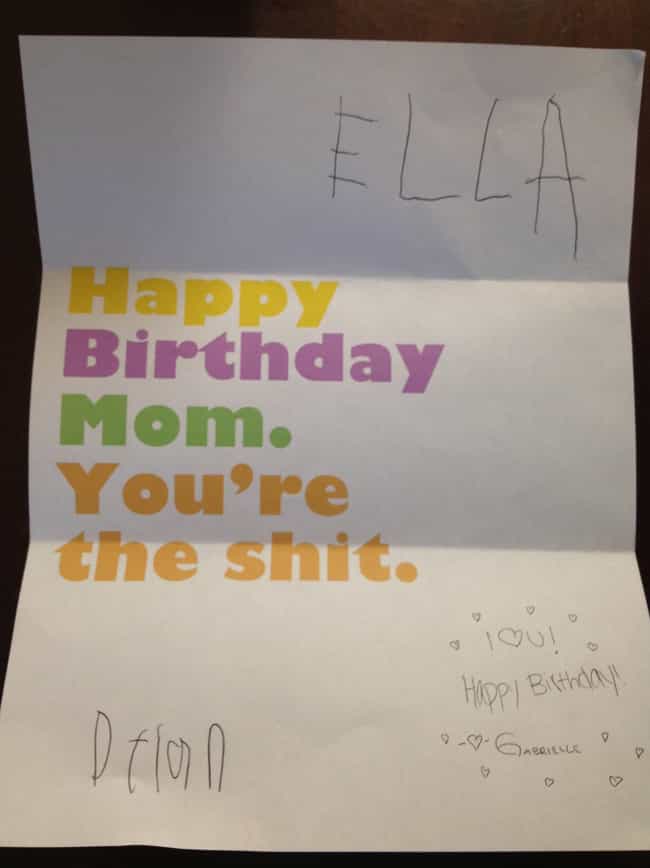 ELLA
Happy
Birthday
Mom.
You're
the shit.
I ♡ U!
Happy Birthday!
-♡- GABRIELLE